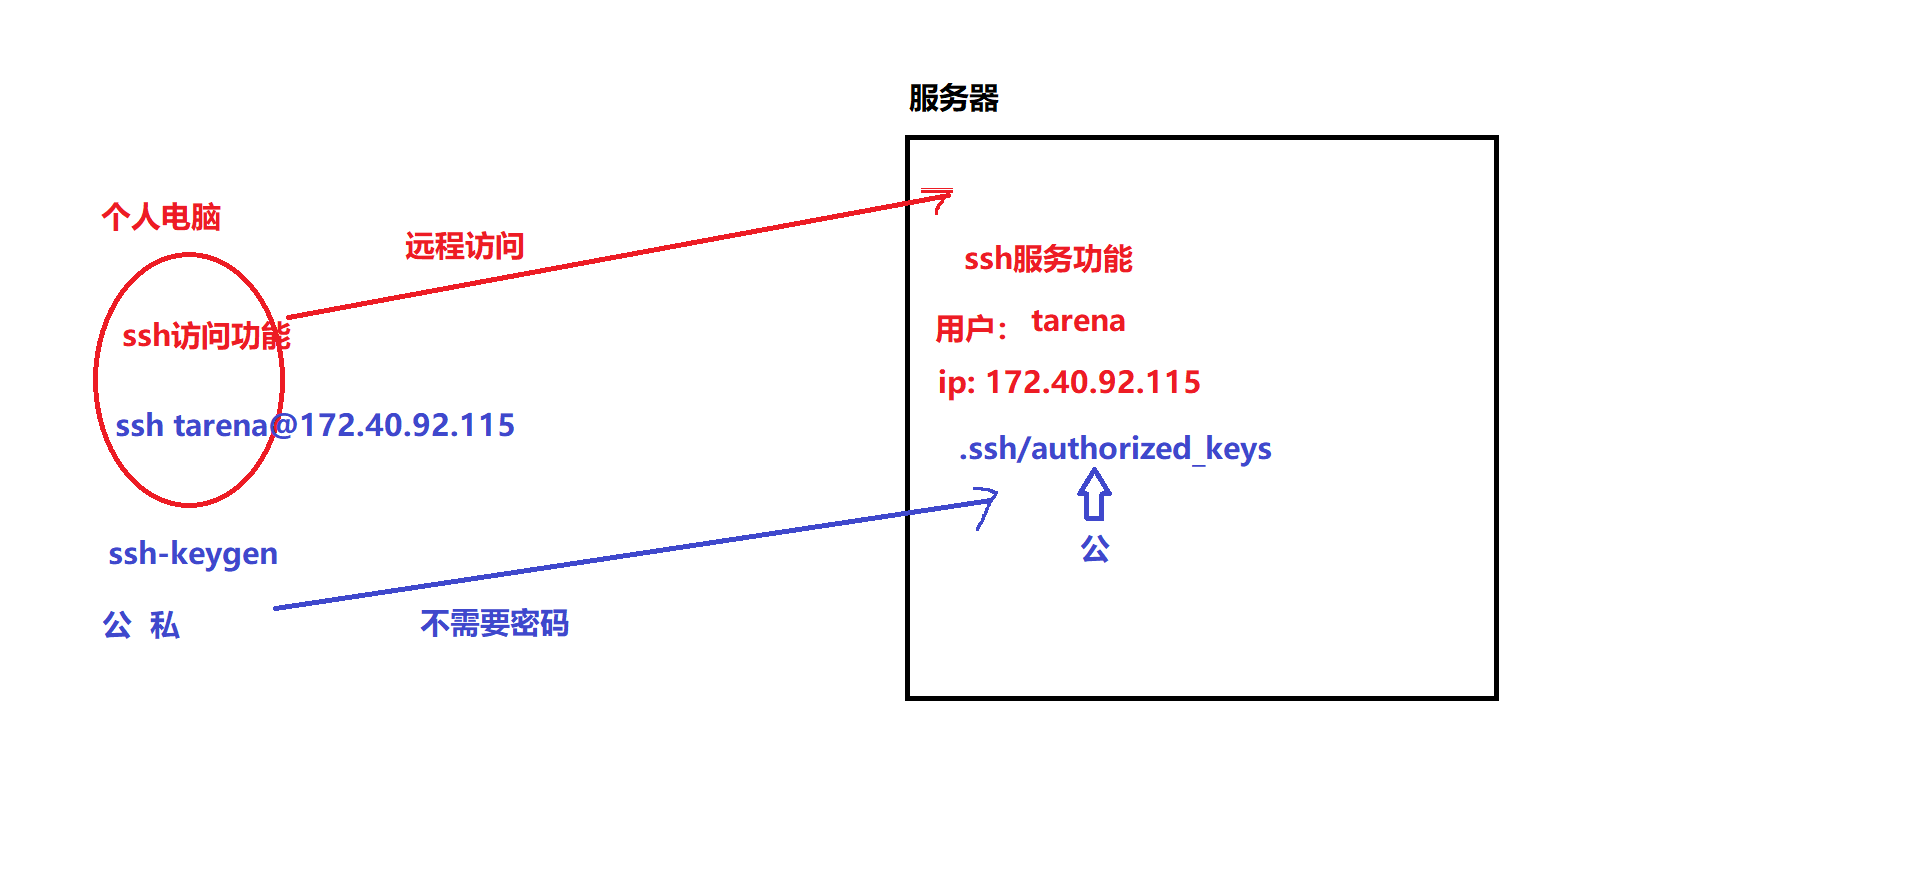 服务器
个人电脑
远程访问
ssh服务功能
ssh访问功能
用户： tarena
ip: 172.40.92.115
ssh tarena@172.40.92.115
.ssh/authorized_keys
公
ssh-keygen
公 私
不需要密码